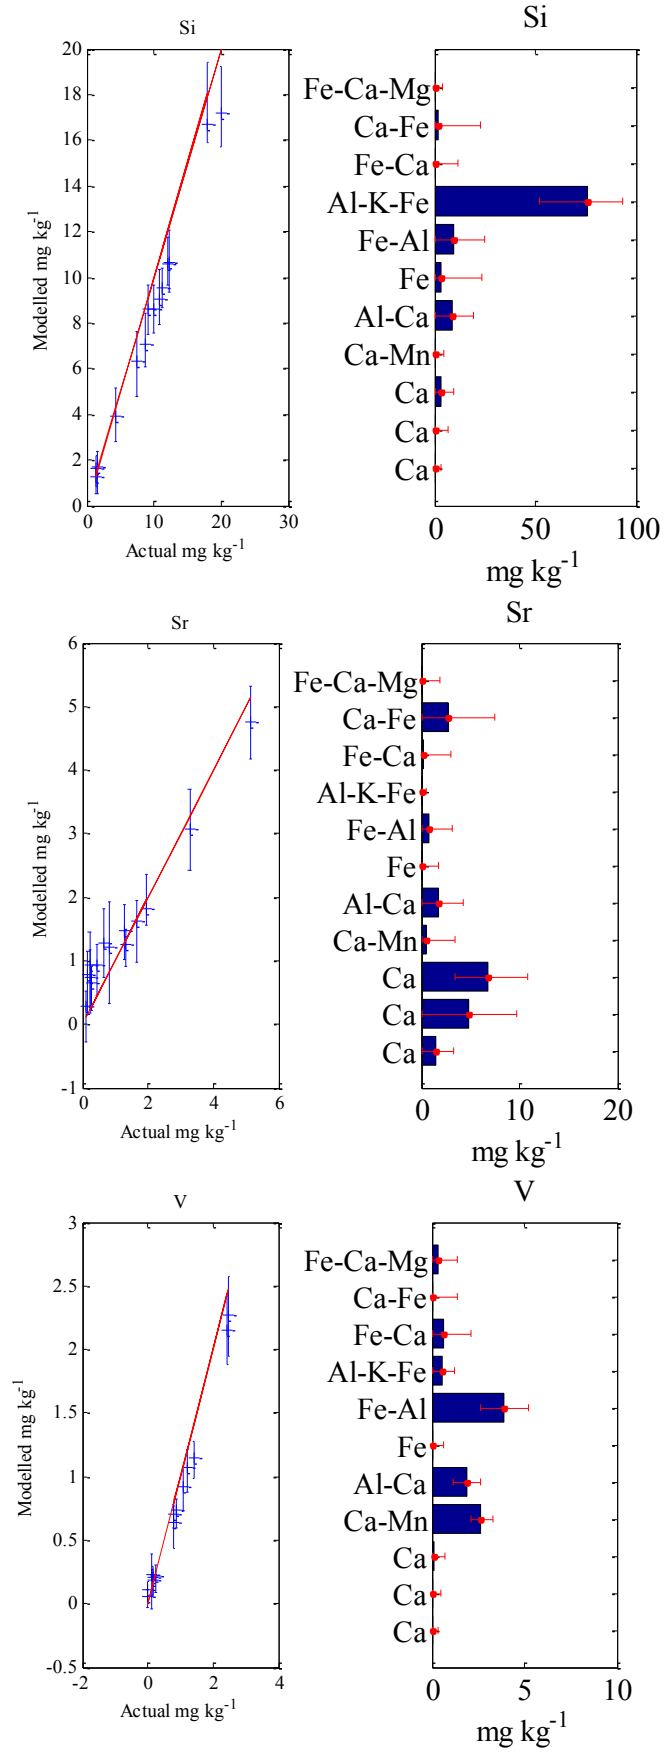 Si
20
18
16
14
12
10
8
6
4
2
0
0 10 20 30
Modelled mg kg-1
Actual mg kg-1
Si
Fe-Ca-Mg
Ca-Fe
Fe-Ca
Al-K-Fe
Fe-Al
Fe
Al-Ca
Ca-Mn
Ca
Ca
Ca
0 50 100
mg kg-1
Sr
6
5
4
3
2
1
0
-1
0 2 4 6
Modelled mg kg-1
Actual mg kg-1
Sr
Fe-Ca-Mg
Ca-Fe
Fe-Ca
Al-K-Fe
Fe-Al
Fe
Al-Ca
Ca-Mn
Ca
Ca
Ca
0 10 20
mg kg-1
V
3
2.5
2
1.5
1
0.5
0
-0.5
-2 0 2 4
Modelled mg kg-1
Actual mg kg-1
V
Fe-Ca-Mg
Ca-Fe
Fe-Ca
Al-K-Fe
Fe-Al
Fe
Al-Ca
Ca-Mn
Ca
Ca
Ca
0 5 10
mg kg-1